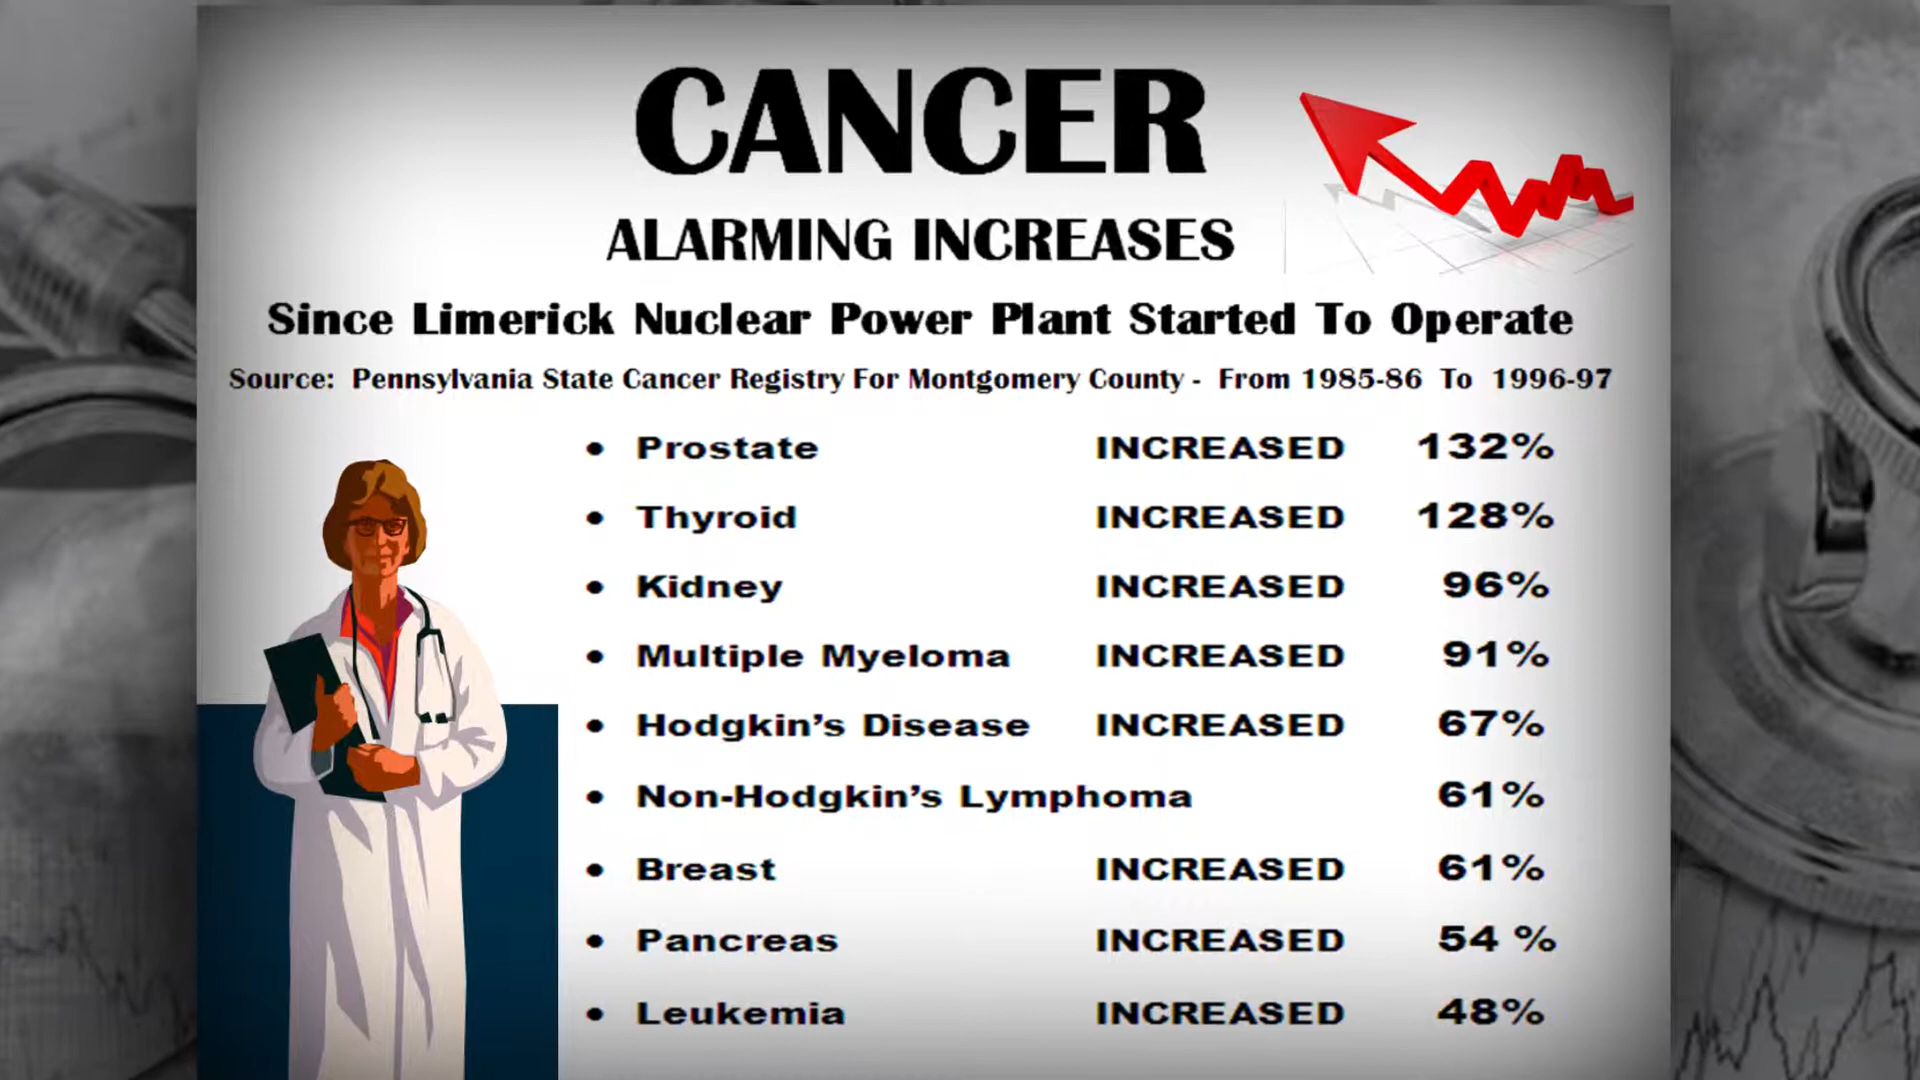 CANCER
ALARMING INCREASES
Since Limerick Nuclear Power Plant Started To Operate
Source: Pennsylvania State Cancer Registry For Montgomery County - From 1985-86 To 1996-97
• Prostate INCREASED 132%
• Thyroid INCREASED 128%
• Kidney INCREASED 96%
• Multiple Myeloma INCREASED 91%
• Hodgkin's Disease INCREASED 67%
• Non-Hodgkin's Lymphoma 61%
• Breast INCREASED 61%
• Pancreas INCREASED 54 %
• Leukemia INCREASED 48%